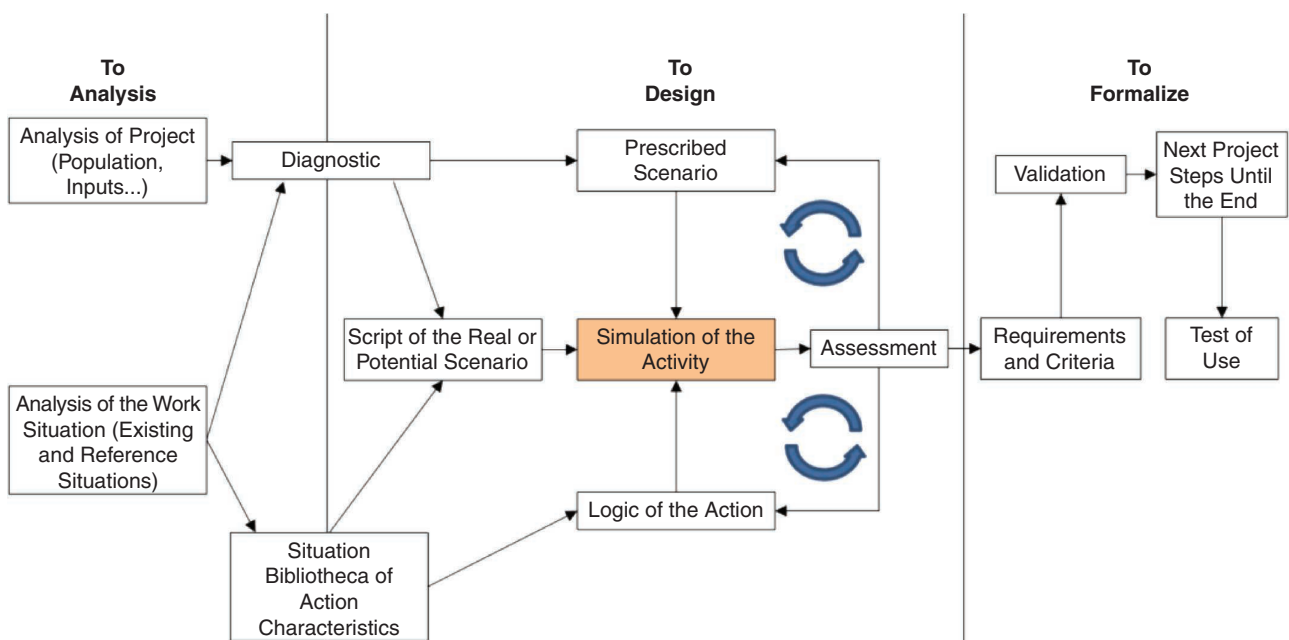 To
Analysis
To
Design
To
Formalize
Analysis of Project
(Population,
Inputs...)
Diagnostic
Prescribed
Scenario
Validation
Next Project
Steps Until
the End
Script of the Real or
Potential Scenario
Simulation of the
Activity
Assessment
Requirements
and Criteria
Test of
Use
Analysis of the Work
Situation (Existing
and Reference
Situations)
Logic of the Action
Situation
Bibliotheca of
Action
Characteristics